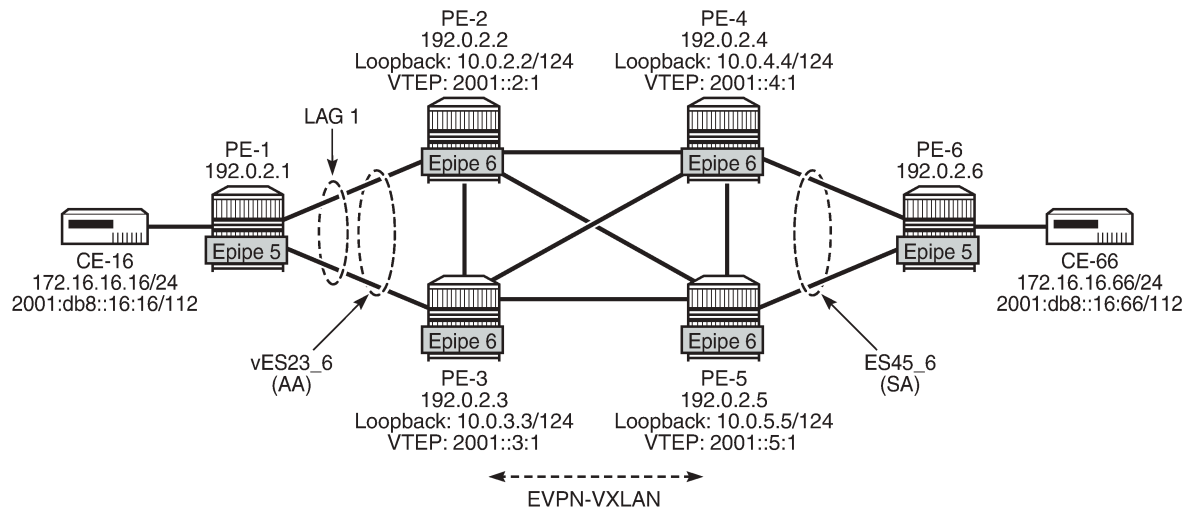 PE-2
192.0.2.2
Loopback: 10.0.2.2/124
VTEP: 2001::2:1
PE-4
192.0.2.4
Loopback: 10.0.4.4/124
VTEP: 2001::4:1
LAG 1
PE-1
192.0.2.1
Epipe 6
Epipe 6
PE-6
192.0.2.6
Epipe 5
Epipe 6
CE-16
172.16.16.16/24
2001:db8::16:16/112
CE-66
172.16.16.66/24
2001:db8::16:66/112
Epipe 6
Epipe 6
vES23_6
(AA)
ES45_6
(SA)
PE-3
192.0.2.3
Loopback: 10.0.3.3/124
VTEP: 2001::3:1
PE-5
192.0.2.5
Loopback: 10.0.5.5/124
VTEP: 2001::5:1
EVPN-VXLAN